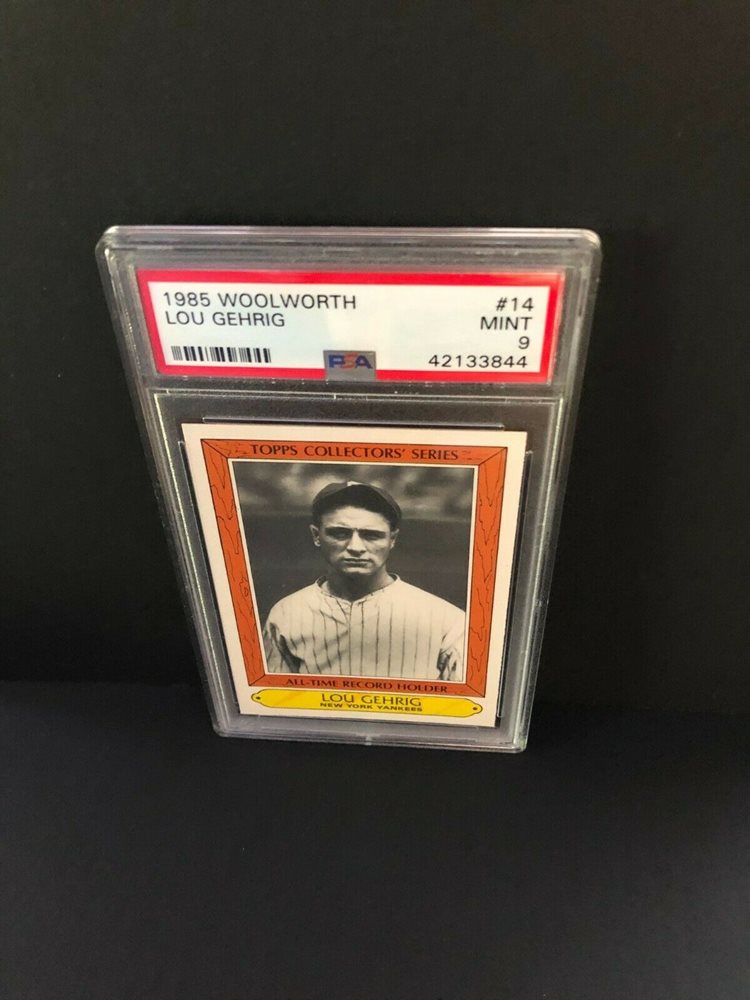 1985 WOOLWORTH #14
LOU GEHRIG MINT
9
PSA 42133844
TOPPS COLLECTORS' SERIES
ALL-TIME RECORD HOLDER
LOU GEHRIG
NEW YORK YANKEES